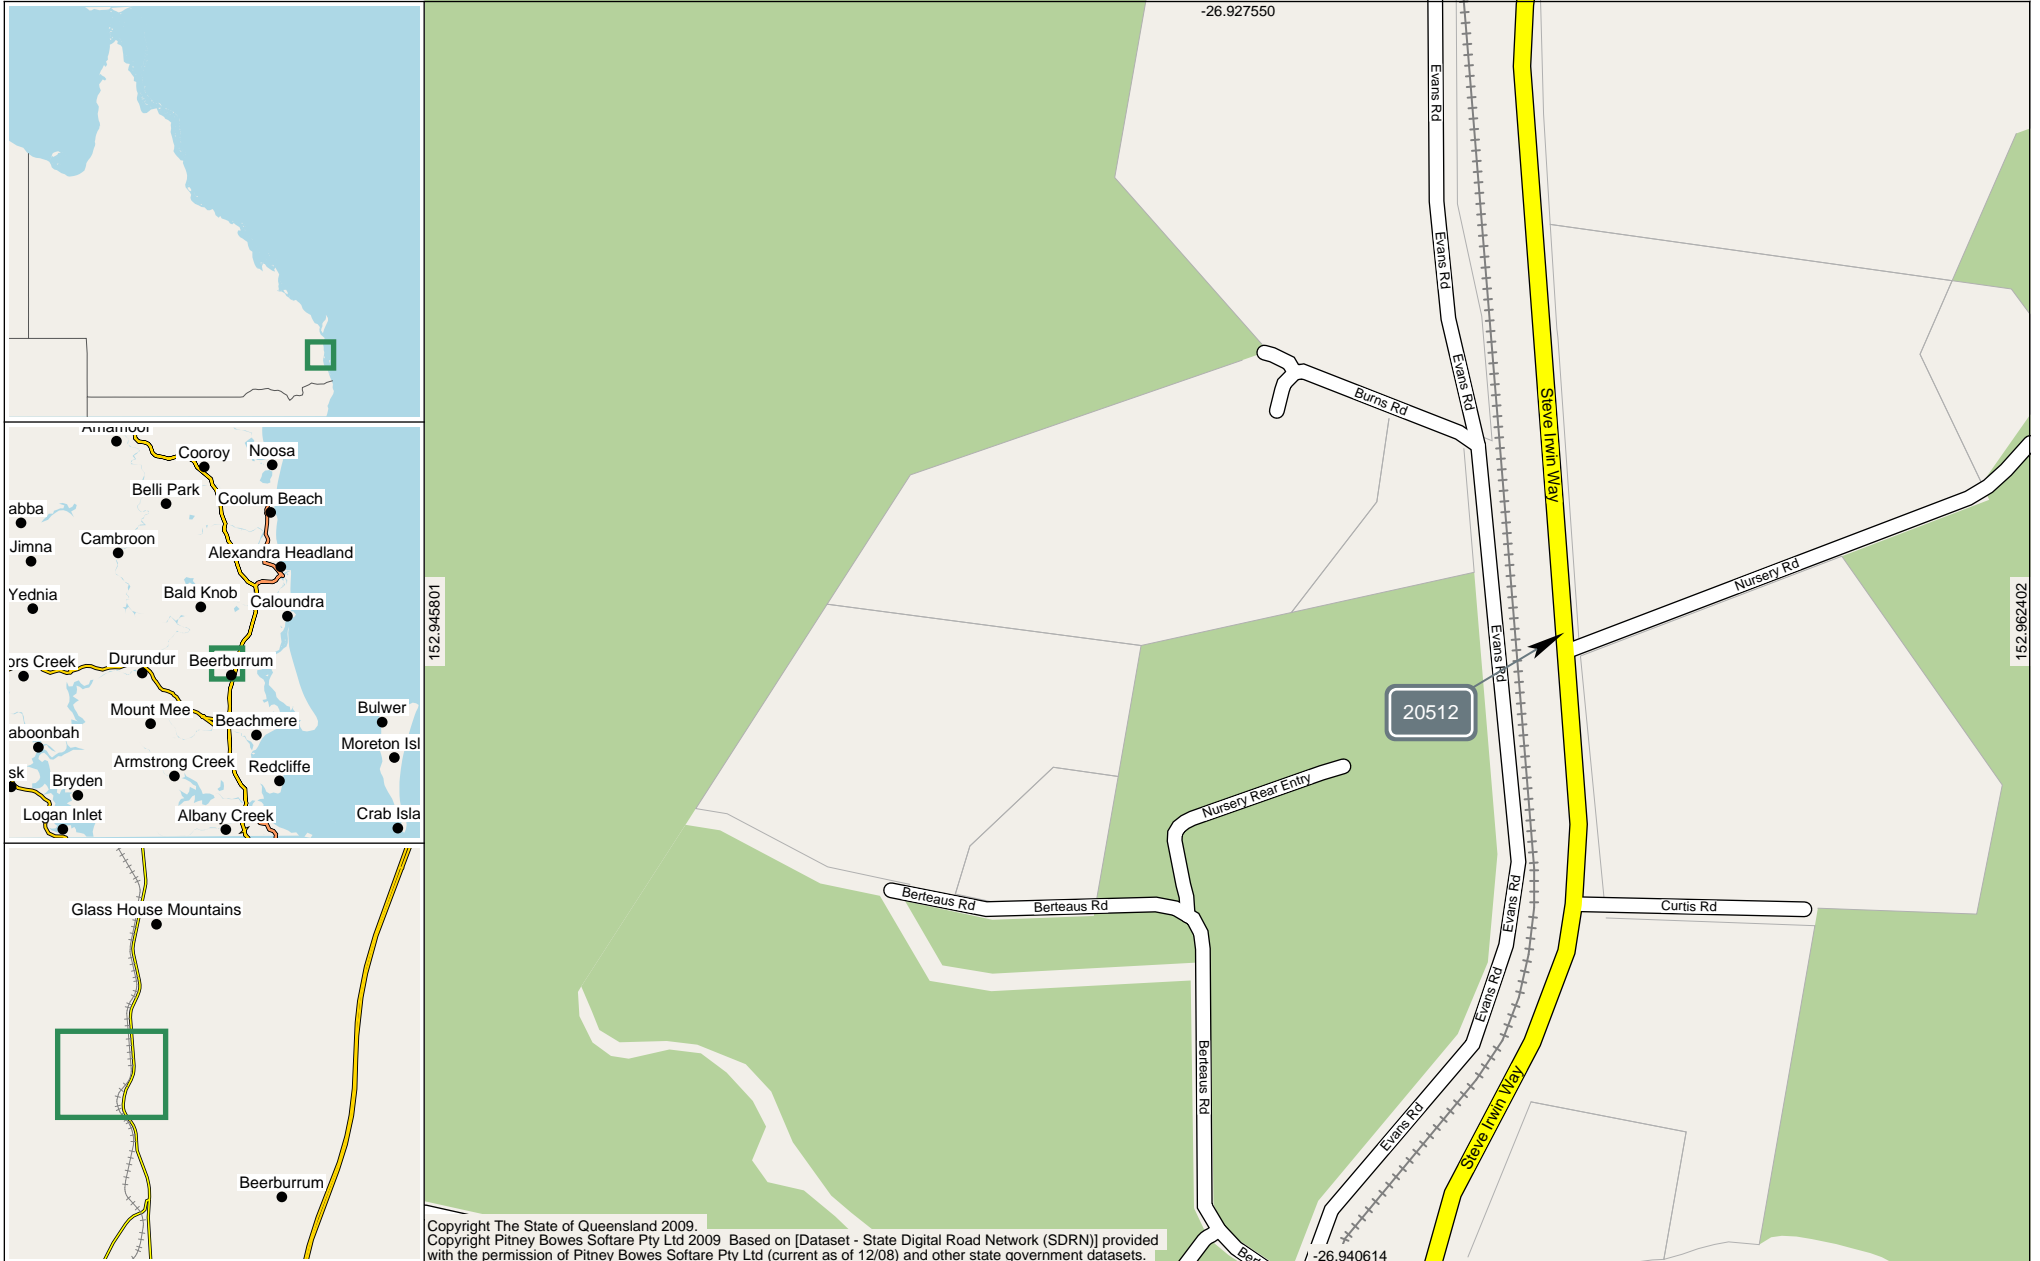 -26.927550
Evans Rd
Evans Rd
Evans Rd
Burns Rd
Steve Irwin Way
Nursery Rd
152.945801
152.962402
Evans Rd
20512
Nursery Rear Entry
Berteaus Rd
Berteaus Rd
Evans Rd
Curtis Rd
Evans Rd
Berteaus Rd
Evans Rd
Steve Irwin Way
-26.940614
Cooroy
Noosa
Belli Park
Coolum Beach
abba
Cambroon
Jimna
Alexandra Headland
Yednia
Bald Knob
Caloundra
ors Creek
Durundur
Beerburrum
Mount Mee
Beachmere
Bulwer
aboonbah
Moreton Isl
Armstrong Creek
Redcliffe
sk
Bryden
Logan Inlet
Albany Creek
Crab Isla
Glass House Mountains
Beerburrum
Copyright The State of Queensland 2009.
Copyright Pitney Bowes Softare Pty Ltd 2009 Based on [Dataset - State Digital Road Network (SDRN)] provided
with the permission of Pitney Bowes Softare Pty Ltd (current as of 12/08) and other state government datasets.